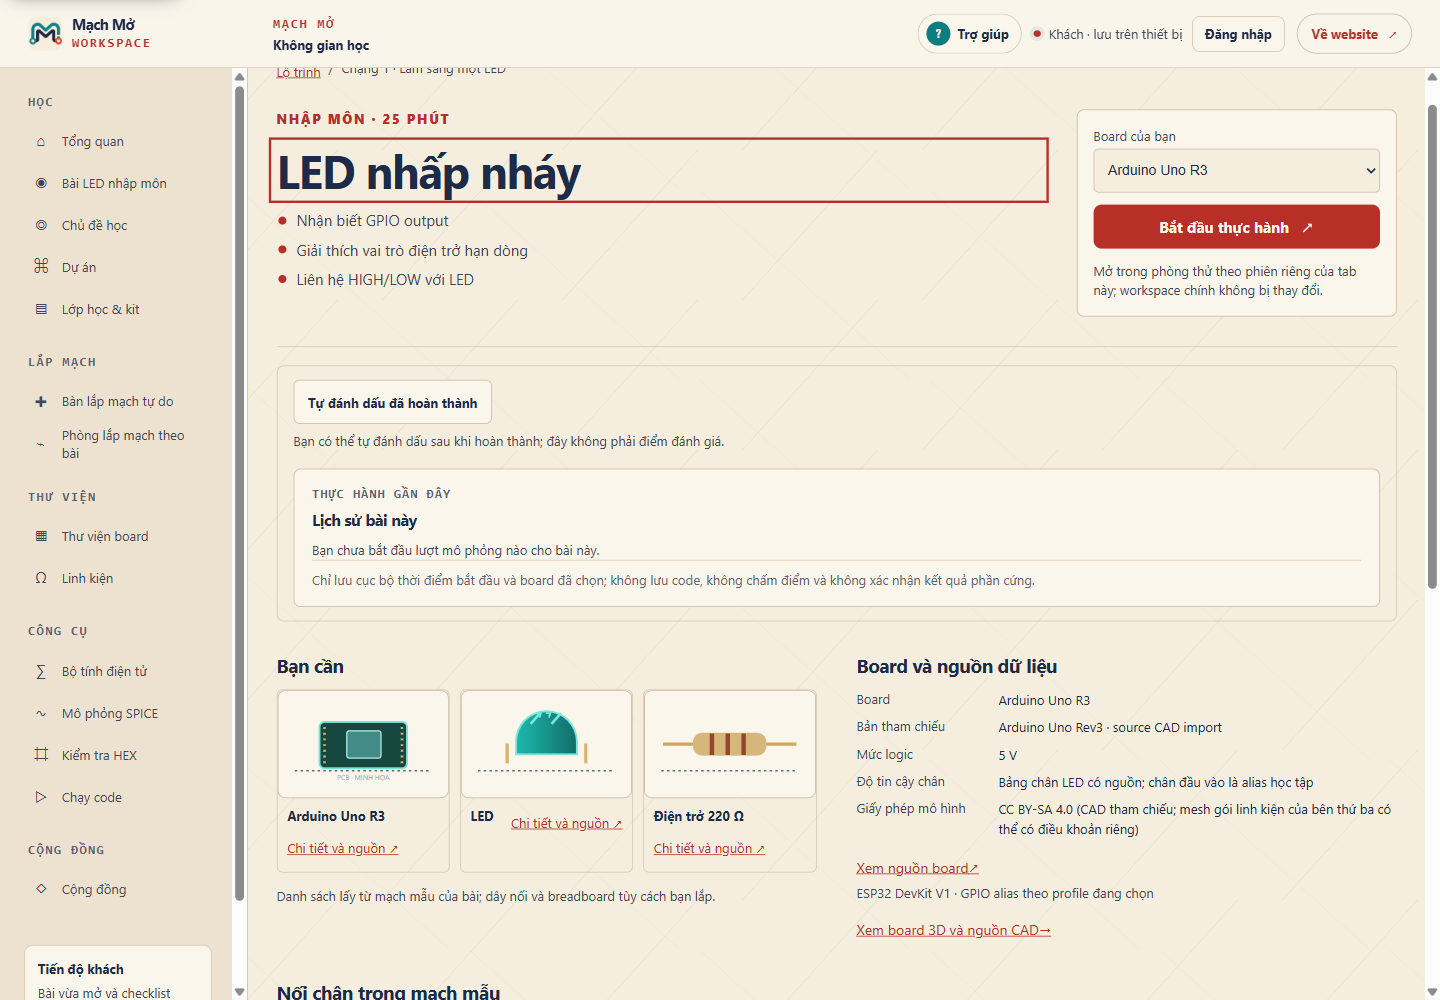 Mạch Mở
WORKSPACE
MẠCH MỞ
Không gian học
? Trợ giúp
Khách · lưu trên thiết bị
Đăng nhập
Về website ↗
HỌC
Tổng quan
Bài LED nhập môn
Chủ đề học
Dự án
Lớp học & kit
LẮP MẠCH
Bàn lắp mạch tự do
Phòng lắp mạch theo
bài
THƯ VIỆN
Thư viện board
Linh kiện
CÔNG CỤ
Bộ tính điện tử
Mô phỏng SPICE
Kiểm tra HEX
Chạy code
CỘNG ĐỒNG
Cộng đồng
Tiến độ khách
Bài vừa mở và checklist
Lộ trình / Chặng 1 · Làm sáng một LED
NHẬP MÔN · 25 PHÚT
LED nhấp nháy
Nhận biết GPIO output
Giải thích vai trò điện trở hạn dòng
Liên hệ HIGH/LOW với LED
Board của bạn
Arduino Uno R3
Bắt đầu thực hành ↗
Mở trong phòng thử theo phiên riêng của tab
này; workspace chính không bị thay đổi.
Tự đánh dấu đã hoàn thành
Bạn có thể tự đánh dấu sau khi hoàn thành; đây không phải điểm đánh giá.
THỰC HÀNH GẦN ĐÂY
Lịch sử bài này
Bạn chưa bắt đầu lượt mô phỏng nào cho bài này.
Chỉ lưu cục bộ thời điểm bắt đầu và board đã chọn; không lưu code, không chấm điểm và không xác nhận kết quả phần cứng.
Bạn cần
PCB · MINH HỌA
Arduino Uno R3
Chi tiết và nguồn ↗
LED
Chi tiết và nguồn ↗
Điện trở 220 Ω
Chi tiết và nguồn ↗
Danh sách lấy từ mạch mẫu của bài; dây nối và breadboard tùy cách bạn lắp.
Board và nguồn dữ liệu
Board Arduino Uno R3
Bản tham chiếu Arduino Uno Rev3 · source CAD import
Mức logic 5 V
Độ tin cậy chân Bảng chân LED có nguồn; chân đầu vào là alias học tập
Giấy phép mô hình CC BY-SA 4.0 (CAD tham chiếu; mesh gói linh kiện của bên thứ ba có
thể có điều khoản riêng)
Xem nguồn board↗
ESP32 DevKit V1 · GPIO alias theo profile đang chọn
Xem board 3D và nguồn CAD→
Nối chân trong mạch mẫu